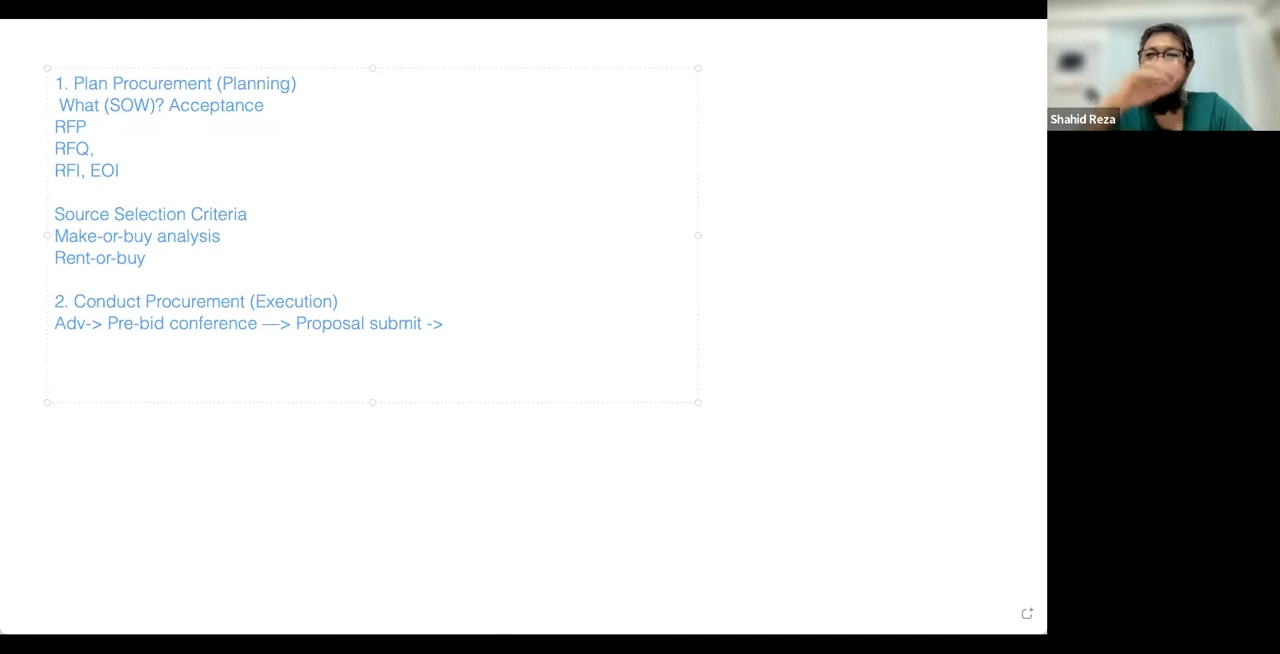 1. Plan Procurement (Planning)
What (SOW)? Acceptance
RFP
RFQ,
RFI, EOI
Source Selection Criteria
Make-or-buy analysis
Rent-or-buy
2. Conduct Procurement (Execution)
Adv-> Pre-bid conference —> Proposal submit ->
Shahid Reza